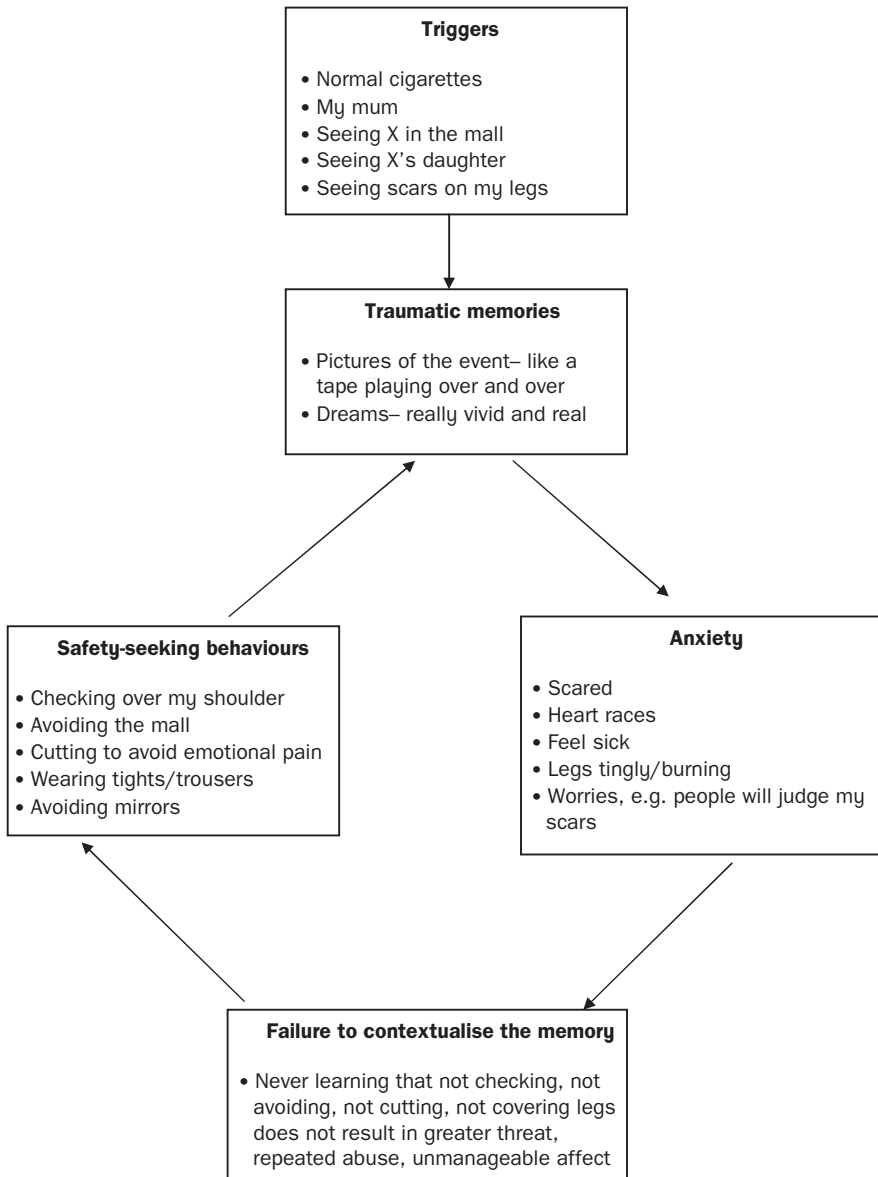 Triggers
• Normal cigarettes
• My mum
• Seeing X in the mall
• Seeing X’s daughter
• Seeing scars on my legs
Traumatic memories
• Pictures of the event– like a
tape playing over and over
• Dreams– really vivid and real
Safety-seeking behaviours
• Checking over my shoulder
• Avoiding the mall
• Cutting to avoid emotional pain
• Wearing tights/trousers
• Avoiding mirrors
Anxiety
• Scared
• Heart races
• Feel sick
• Legs tingly/burning
• Worries, e.g. people will judge my
scars
Failure to contextualise the memory
• Never learning that not checking, not
avoiding, not cutting, not covering legs
does not result in greater threat,
repeated abuse, unmanageable affect